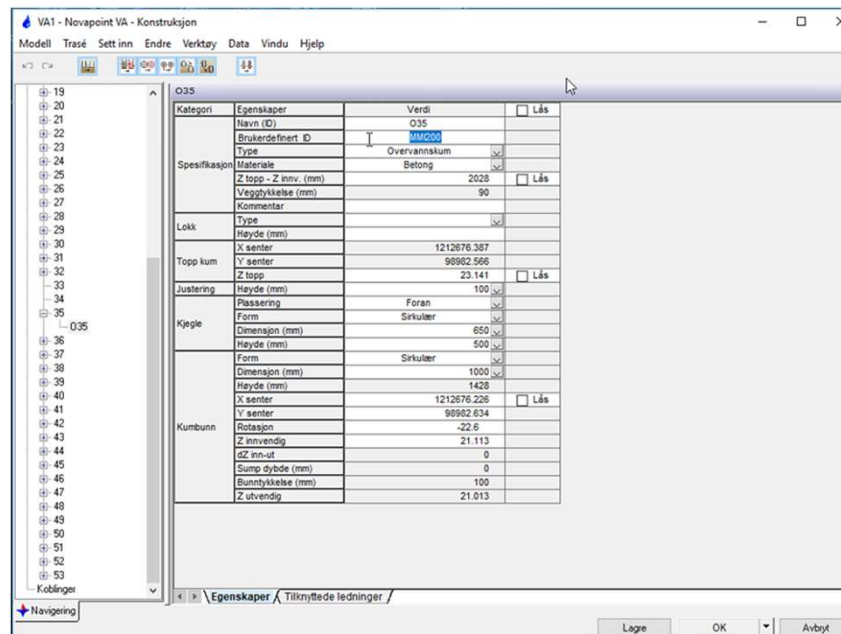 VA1 - Novapoint VA - Konstruksjon
Modell Trasé Sett inn Endre Verktøy Data Vindu Hjelp
19
20
21
22
23
24
25
26
27
28
29
30
31
32
33
34
35
O35
36
37
38
39
40
41
42
43
44
45
46
47
48
49
50
51
52
53
Koblinger
Navigering
O35
Kategori Egenskaper Verdi Lås
Spesifikasjon
Navn (ID) O35
Brukerdefinert ID MMI200
Type Overvannskum
Materiale Betong
Z topp - Z innv. (mm) 2028 Lås
Veggtykkelse (mm) 90
Kommentar
Lokk
Type
Høyde (mm)
Topp kum
X senter 1212676.387
Y senter 98982.566
Z topp 23.141 Lås
Justering Høyde (mm) 100
Kjegle
Plassering Foran
Form Sirkulær
Dimensjon (mm) 650
Høyde (mm) 500
Kumbunn
Form Sirkulær
Dimensjon (mm) 1000
Høyde (mm) 1428
X senter 1212676.226 Lås
Y senter 98982.634
Rotasjon -22.6
Z innvendig 21.113
dZ inn-ut 0
Sump dybde (mm) 0
Bunntykkelse (mm) 100
Z utvendig 21.013
Egenskaper Tilknyttede ledninger
Lagre OK Avbryt